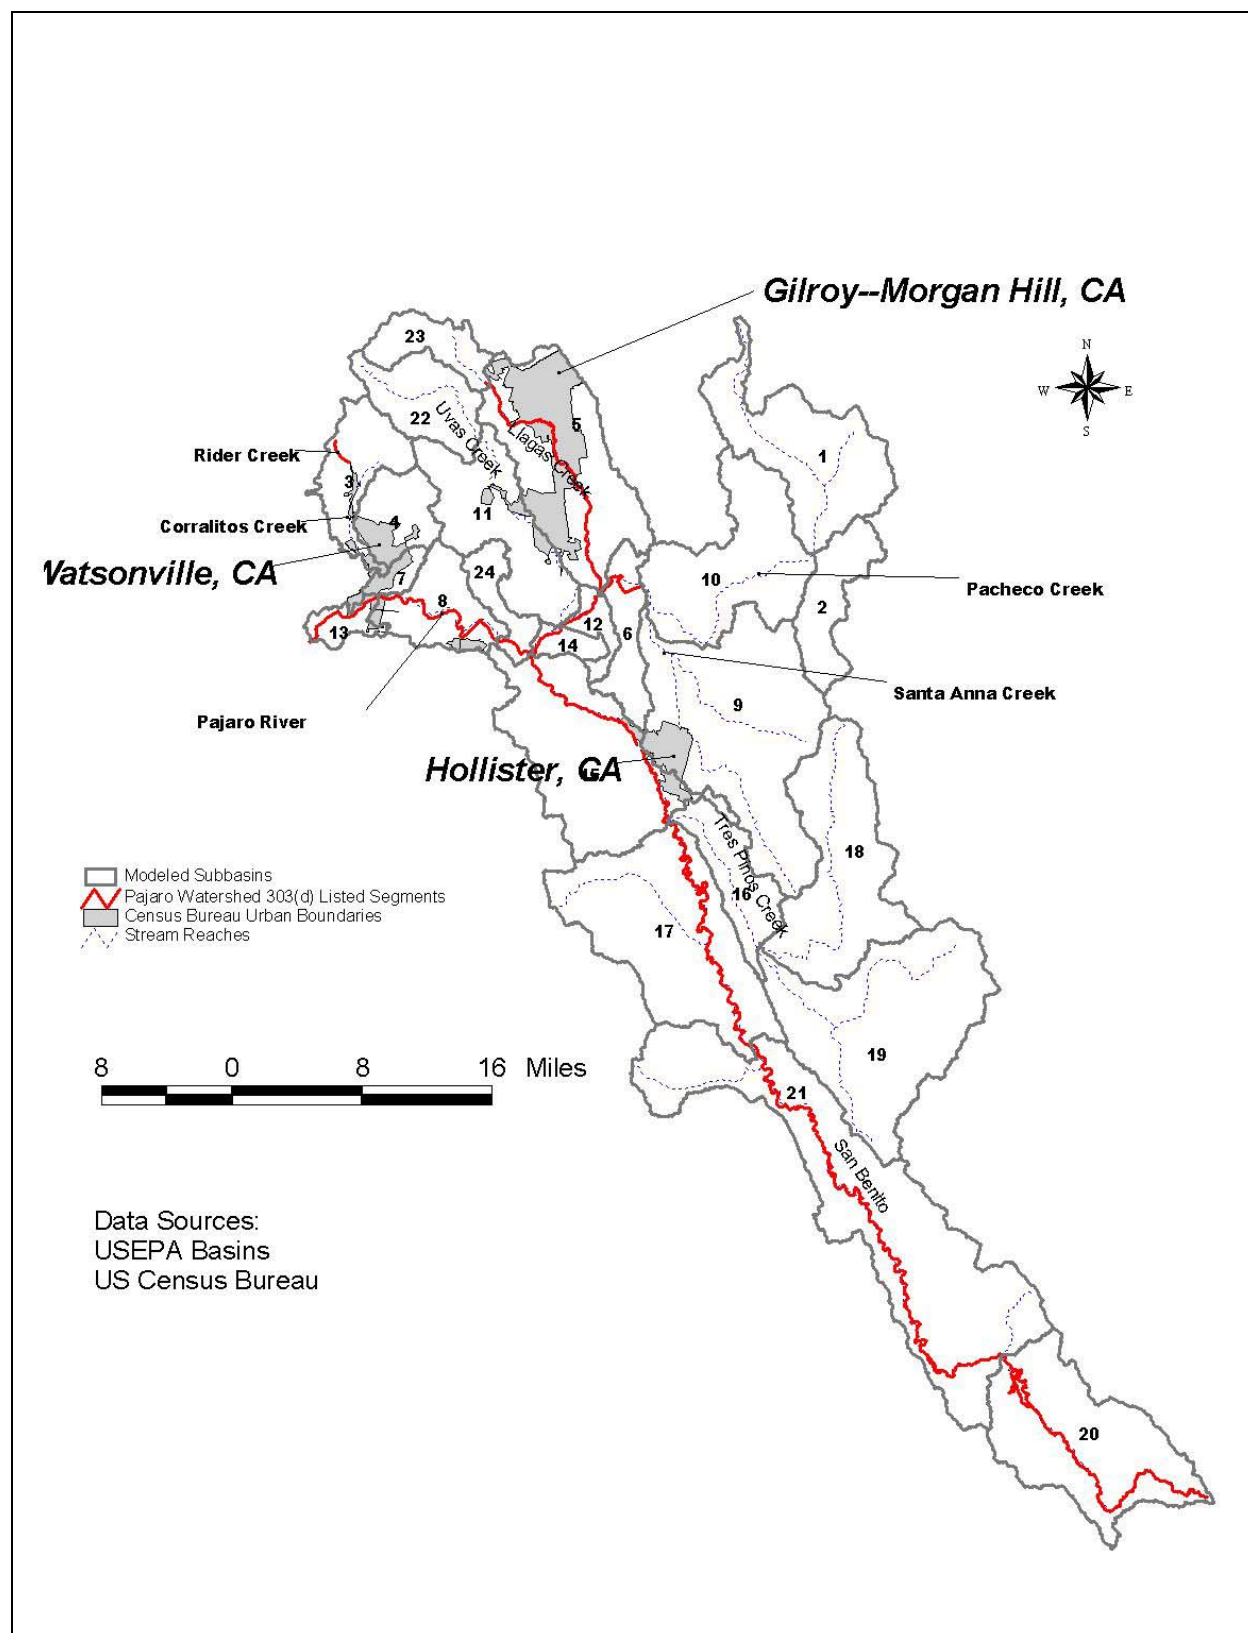 Gilroy--Morgan Hill, CA
N
W E
S
23
5
22
Uvas Creek
Llagas Creek
1
Rider Creek
3
11
Corralitos Creek
4
Watsonville, CA
7
24
10
Pacheco Creek
8
2
12
13
6
14
Santa Anna Creek
9
Pajaro River
Hollister, CA
15
Tres Pinos Creek
18
Modeled Subbasins
Pajaro Watershed 303(d) Listed Segments
Census Bureau Urban Boundaries
Stream Reaches
16
17
19
8 0 8 16 Miles
21
San Benito
Data Sources:
USEPA Basins
US Census Bureau
20